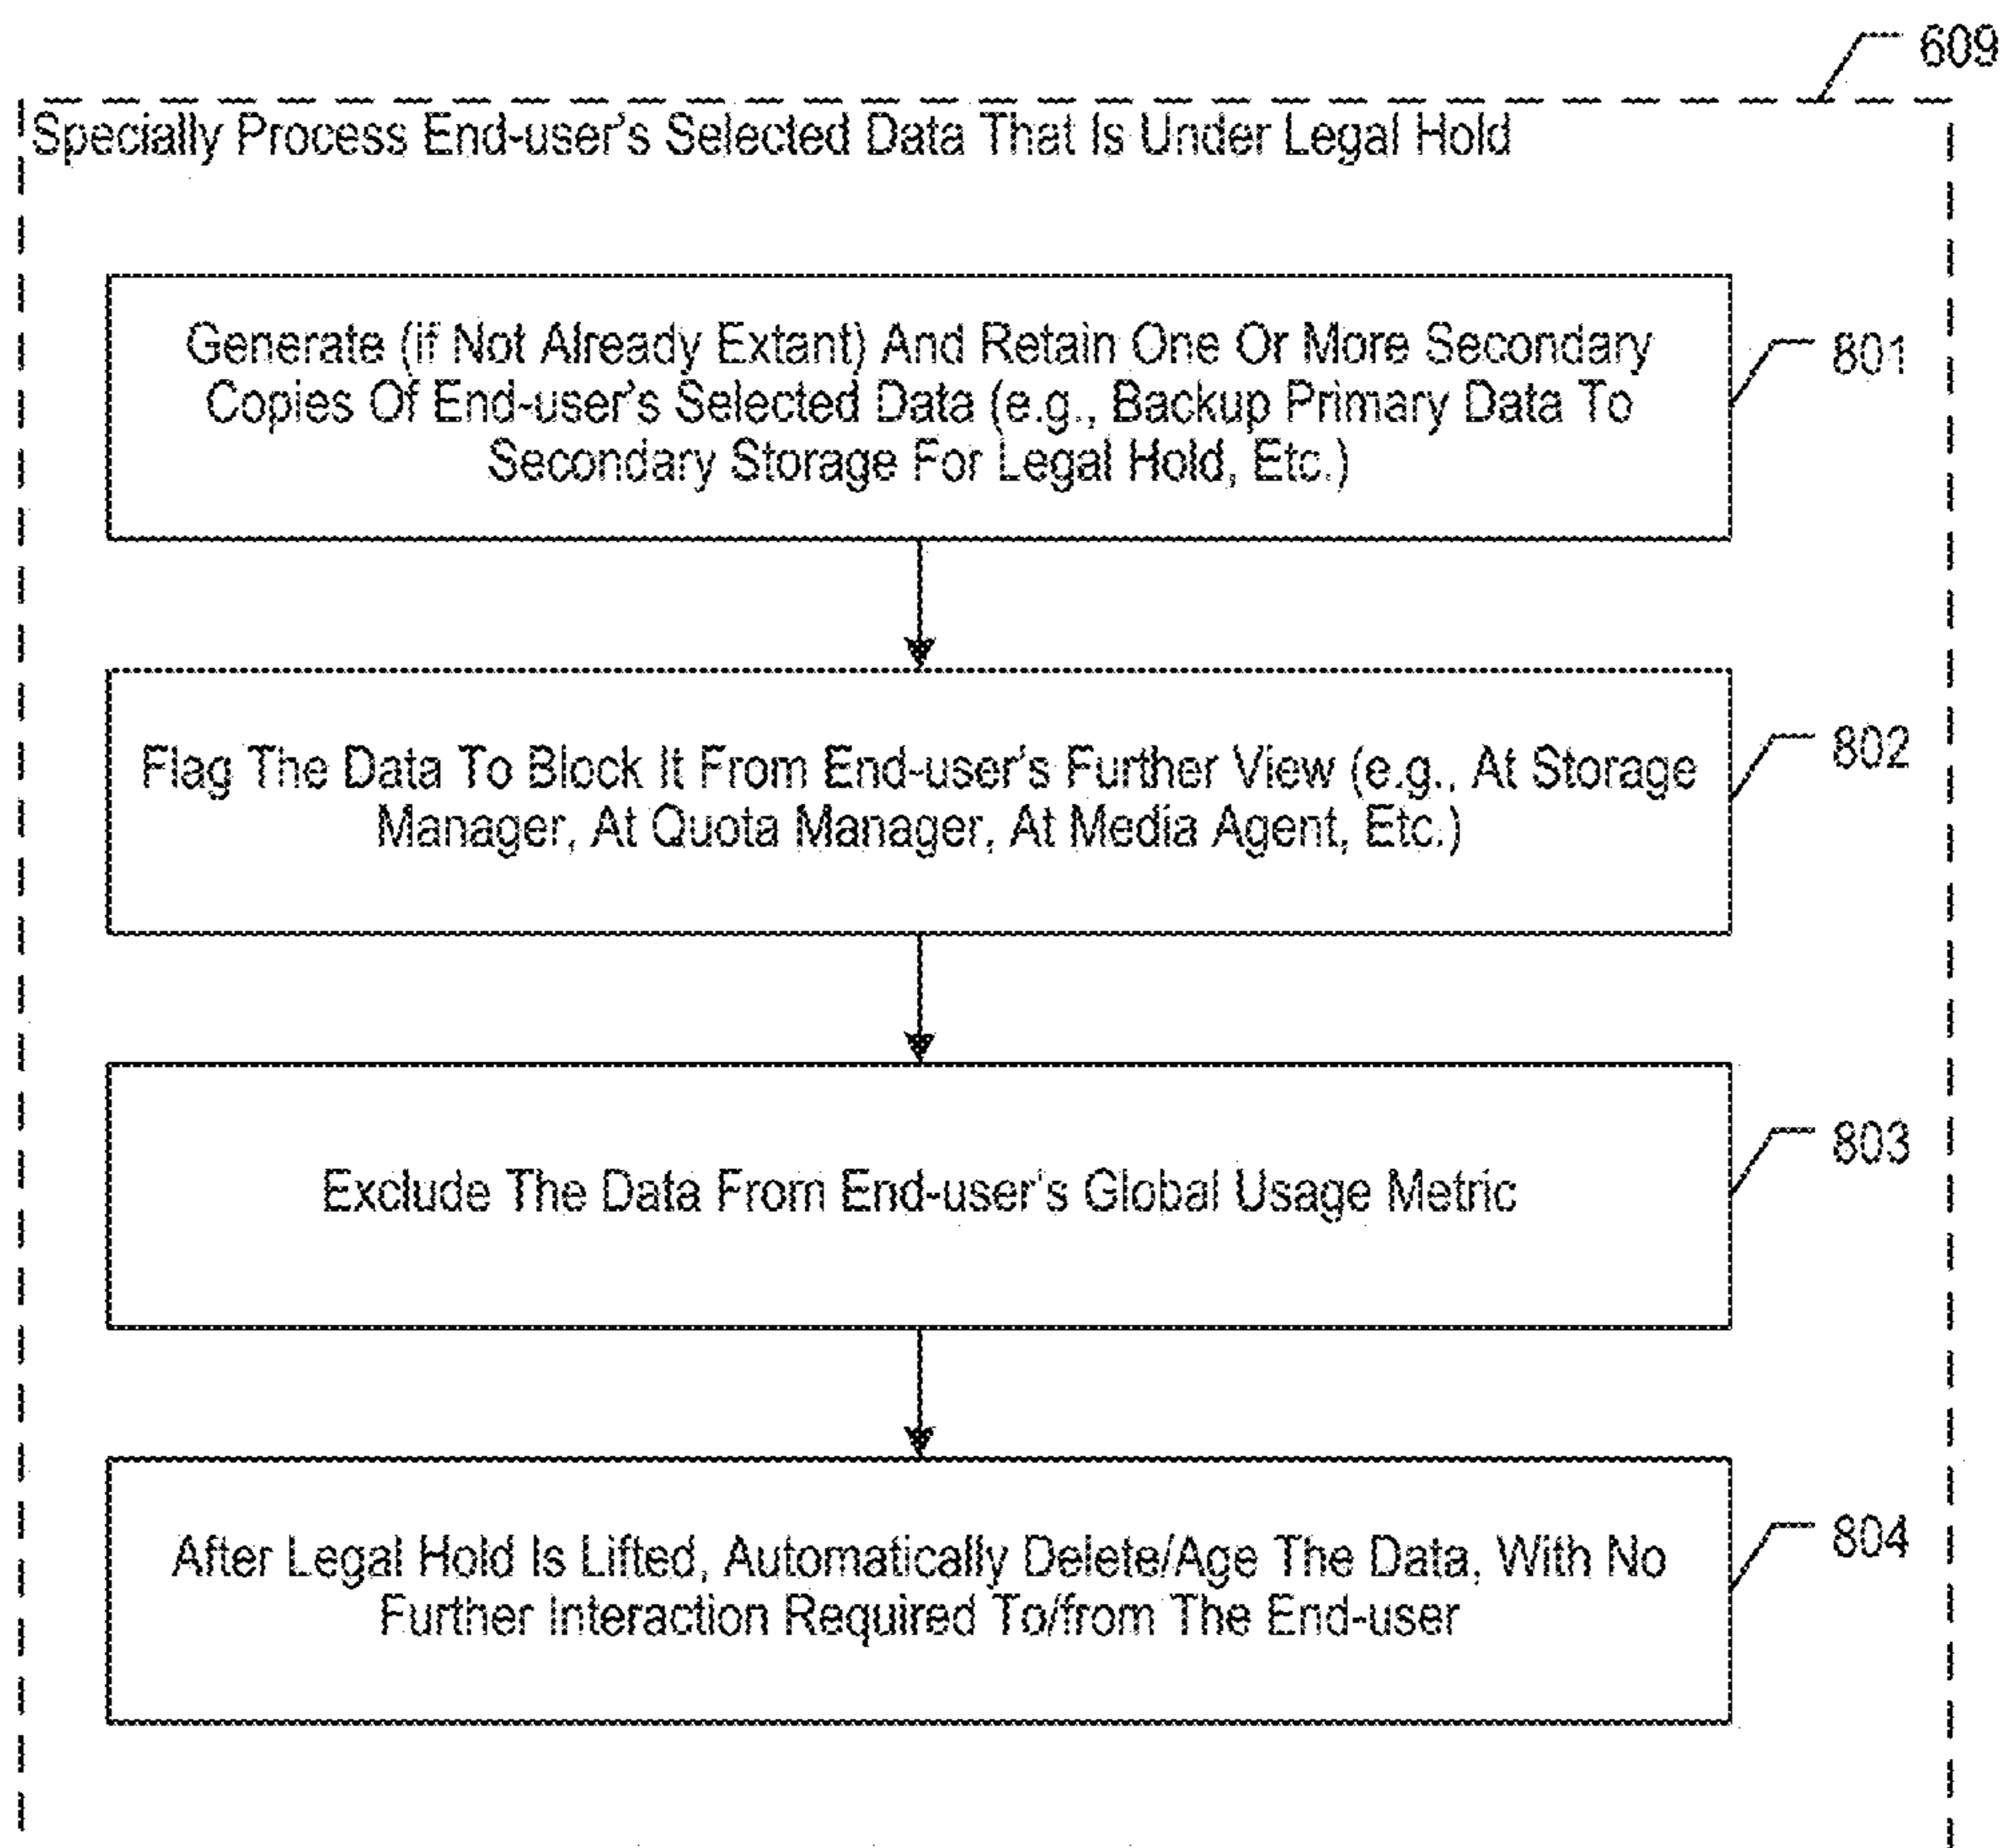 609
Specially Process End-user's Selected Data That Is Under Legal Hold
Generate (if Not Already Extant) And Retain One Or More Secondary
Copies Of End-user's Selected Data (e.g., Backup Primary Data To
Secondary Storage For Legal Hold, Etc.)
801
Flag The Data To Block It From End-user's Further View (e.g., At Storage
Manager, At Quota Manager, At Media Agent, Etc.)
802
Exclude The Data From End-user's Global Usage Metric
803
After Legal Hold Is Lifted, Automatically Delete/Age The Data, With No
Further Interaction Required To/from The End-user
804